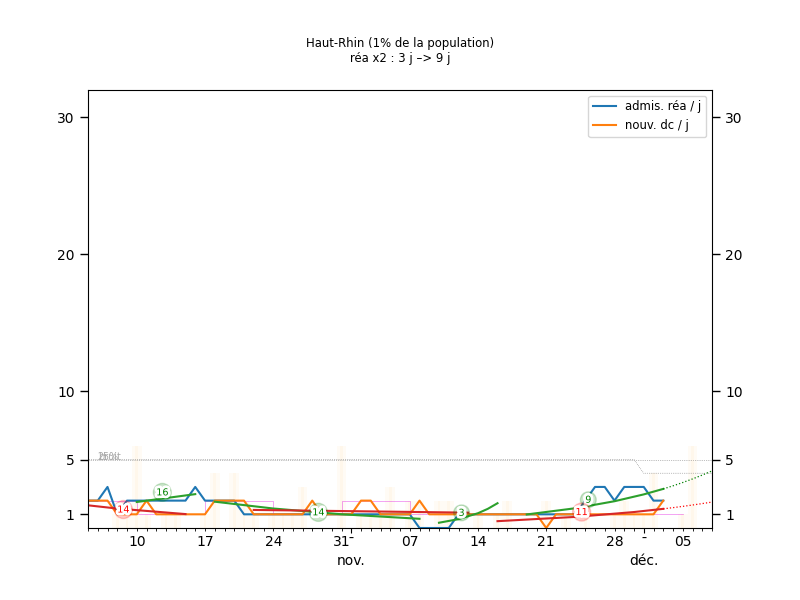 Haut-Rhin (1% de la population)
réa x2 : 3 j –> 9 j
admis. réa / j
nouv. dc / j
30 30
20 20
10 10
5 5
1 1
16
14
14
3
9
11
10 17 24 31- 07 14 21 28 - 05
nov. déc.